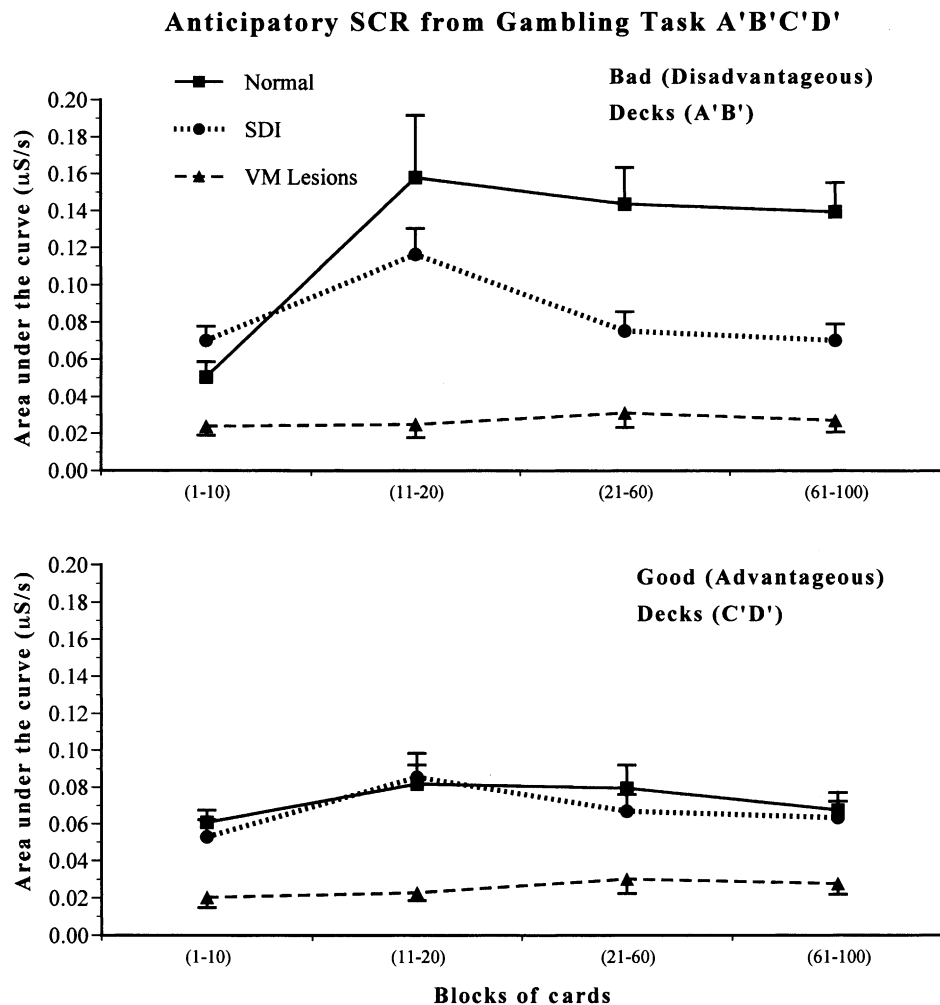 Anticipatory SCR from Gambling Task A'B'C'D'
Normal
SDI
VM Lesions
Bad (Disadvantageous)
Decks (A'B')
Area under the curve (µS/s)
0.20
0.18
0.16
0.14
0.12
0.10
0.08
0.06
0.04
0.02
0.00
(1-10) (11-20) (21-60) (61-100)
Good (Advantageous)
Decks (C'D')
Area under the curve (µS/s)
0.20
0.18
0.16
0.14
0.12
0.10
0.08
0.06
0.04
0.02
0.00
(1-10) (11-20) (21-60) (61-100)
Blocks of cards